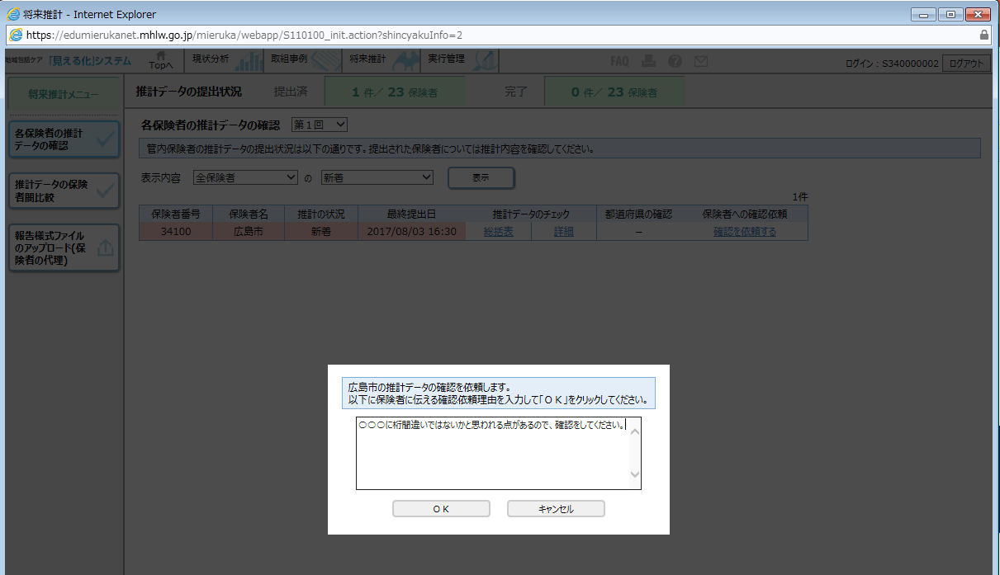 将来推計 - Internet Explorer
https://edumierukanet.mhlw.go.jp/mieruka/webapp/S110100_init.action?shincyakuInfo=2
地域包括ケア「見える化」システム Topへ 現状分析 取組事例 将来推計 実行管理 FAQ ログイン：S340000002 ログアウト
将来推計メニュー
推計データの提出状況 提出済 1 件／ 23 保険者 完了 0 件／ 23 保険者
各保険者の推計
データの確認
推計データの保険
者間比較
報告様式ファイル
のアップロード(保
険者の代理)
各保険者の推計データの確認 第１回
管内保険者の推計データの提出状況は以下の通りです。提出された保険者については推計内容を確認してください。
表示内容 全保険者 の 新着 表示
1件
保険者番号 保険者名 推計の状況 最終提出日 推計データのチェック 都道府県の確認 保険者への確認依頼
34100 広島市 新着 2017/08/03 16:30 総括表 詳細 － 確認を依頼する
広島市の推計データの確認を依頼します。
以下に保険者に伝える確認依頼理由を入力して「ＯＫ」をクリックしてください。
○○○に桁間違いではないかと思われる点があるので、確認をしてください。
ＯＫ キャンセル